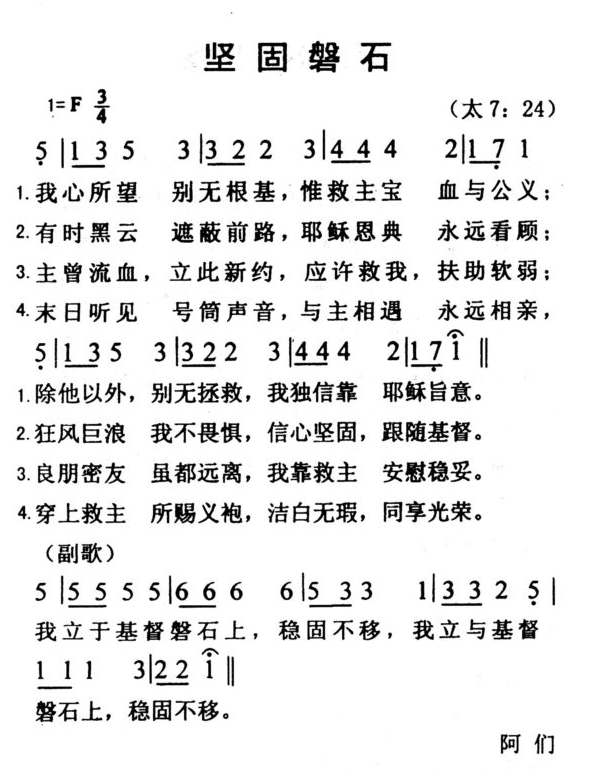 坚固磐石
1=F 3/4 （太7：24）
5 | 1 3 5 3 | 3 2 2 2 3 | 4 4 4 4 2 | 1 7 1
1. 我心所望 别无根基，惟救主宝 血与公义；
2. 有时黑云 遮蔽前路，耶稣恩典 永远看顾；
3. 主曾流血，立此新约，应许救我，扶助软弱；
4. 末日听见 号筒声音，与主相遇 永远相亲，
5 | 1 3 5 3 | 3 2 2 2 3 | 4 4 4 2 | 1 7 1 ‖
1. 除他以外，别无拯救，我独信靠 耶稣旨意。
2. 狂风巨浪 我不畏惧，信心坚固，跟随基督。
3. 良朋密友 虽都远离，我靠救主 安慰稳妥。
4. 穿上救主 所赐义袍，洁白无瑕，同享光荣。
（副歌）
5 | 5 5 5 5 | 6 6 6 6 | 5 3 3 1 | 3 3 2 5 |
我立于基督磐石上，稳固不移，我立与基督
1 1 1 3 | 2 2 1 ‖
磐石上，稳固不移。
阿们